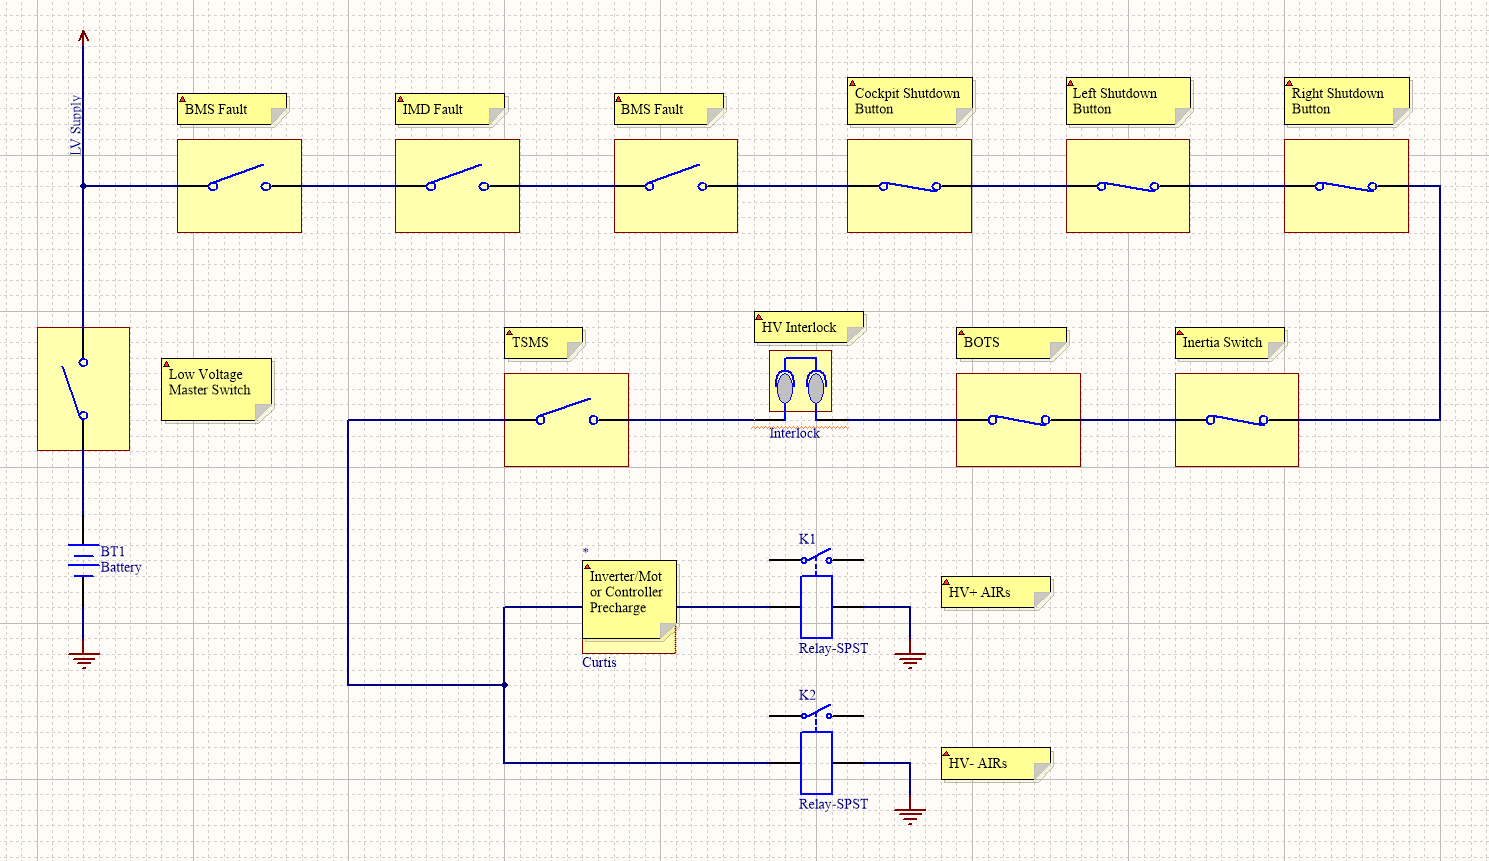 LV Supply
BMS Fault
IMD Fault
BMS Fault
Cockpit Shutdown
Button
Left Shutdown
Button
Right Shutdown
Button
Low Voltage
Master Switch
TSMS
HV Interlock
Interlock
BOTS
Inertia Switch
BT1
Battery
*
Inverter/Mot
or Controller
Precharge
Curtis
K1
Relay-SPST
HV+ AIRs
K2
Relay-SPST
HV- AIRs